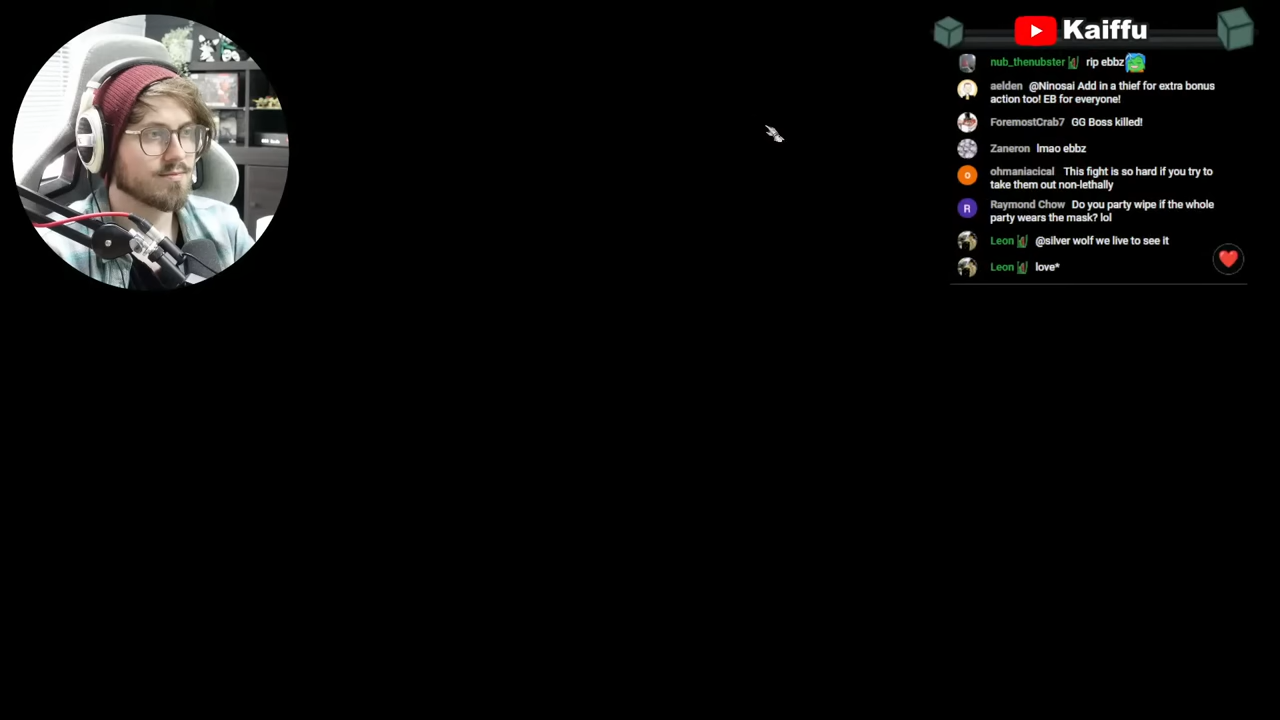 Kaiffu
nub_thenubster rip ebbz
aelden @Ninosai Add in a thief for extra bonus
action too! EB for everyone!
ForemostCrab7 GG Boss killed!
Zaneron lmao ebbz
ohmaniacical This fight is so hard if you try to
take them out non-lethally
Raymond Chow Do you party wipe if the whole
party wears the mask? lol
Leon @silver wolf we live to see it
Leon love*